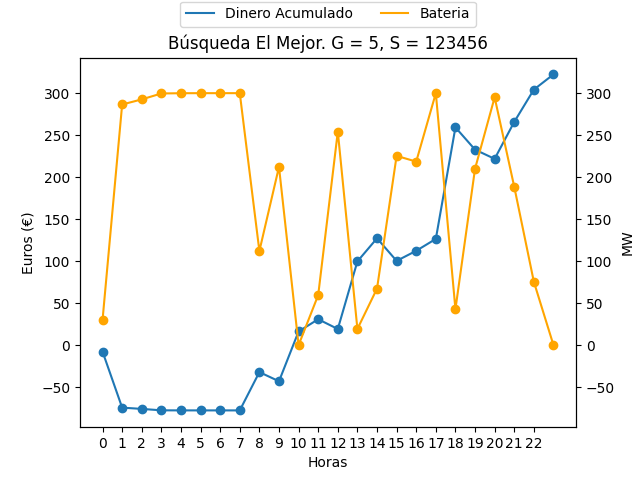 Dinero Acumulado Bateria
Búsqueda El Mejor. G = 5, S = 123456
Euros (€)
300
250
200
150
100
50
0
−50
300
250
200
150
100
50
0
−50
MW
0 1 2 3 4 5 6 7 8 9 10 11 12 13 14 15 16 17 18 19 20 21 22
Horas